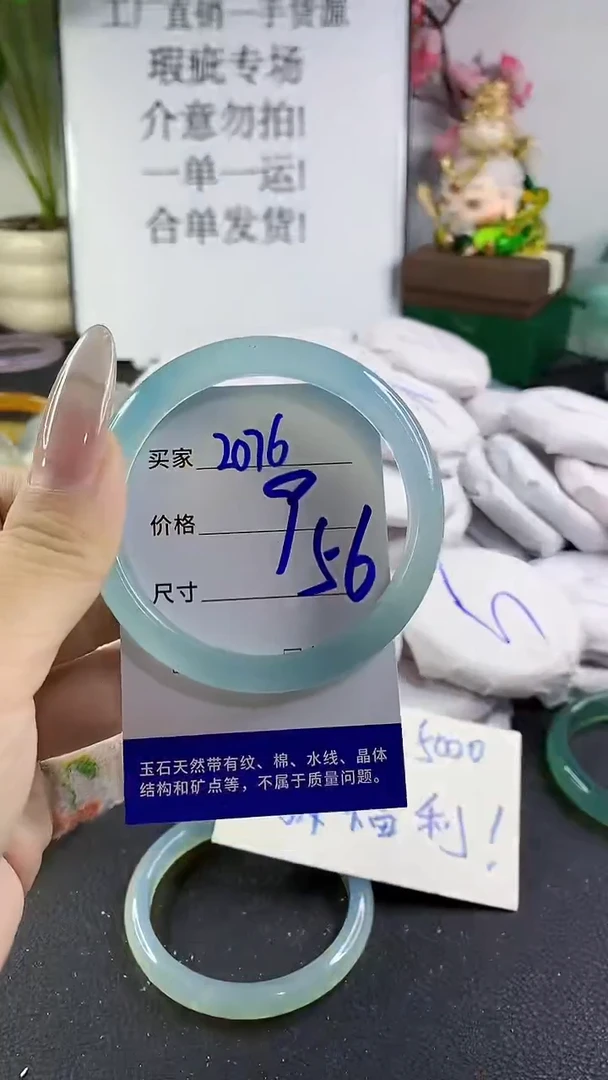 工厂直销一手货源
瑕疵专场
介意勿拍!
一单一运!
合单发货!
买家 2076
价格 9
尺寸 56
玉石天然带有纹、棉、水线、晶体
结构和矿点等，不属于质量问题。
5000
福利!